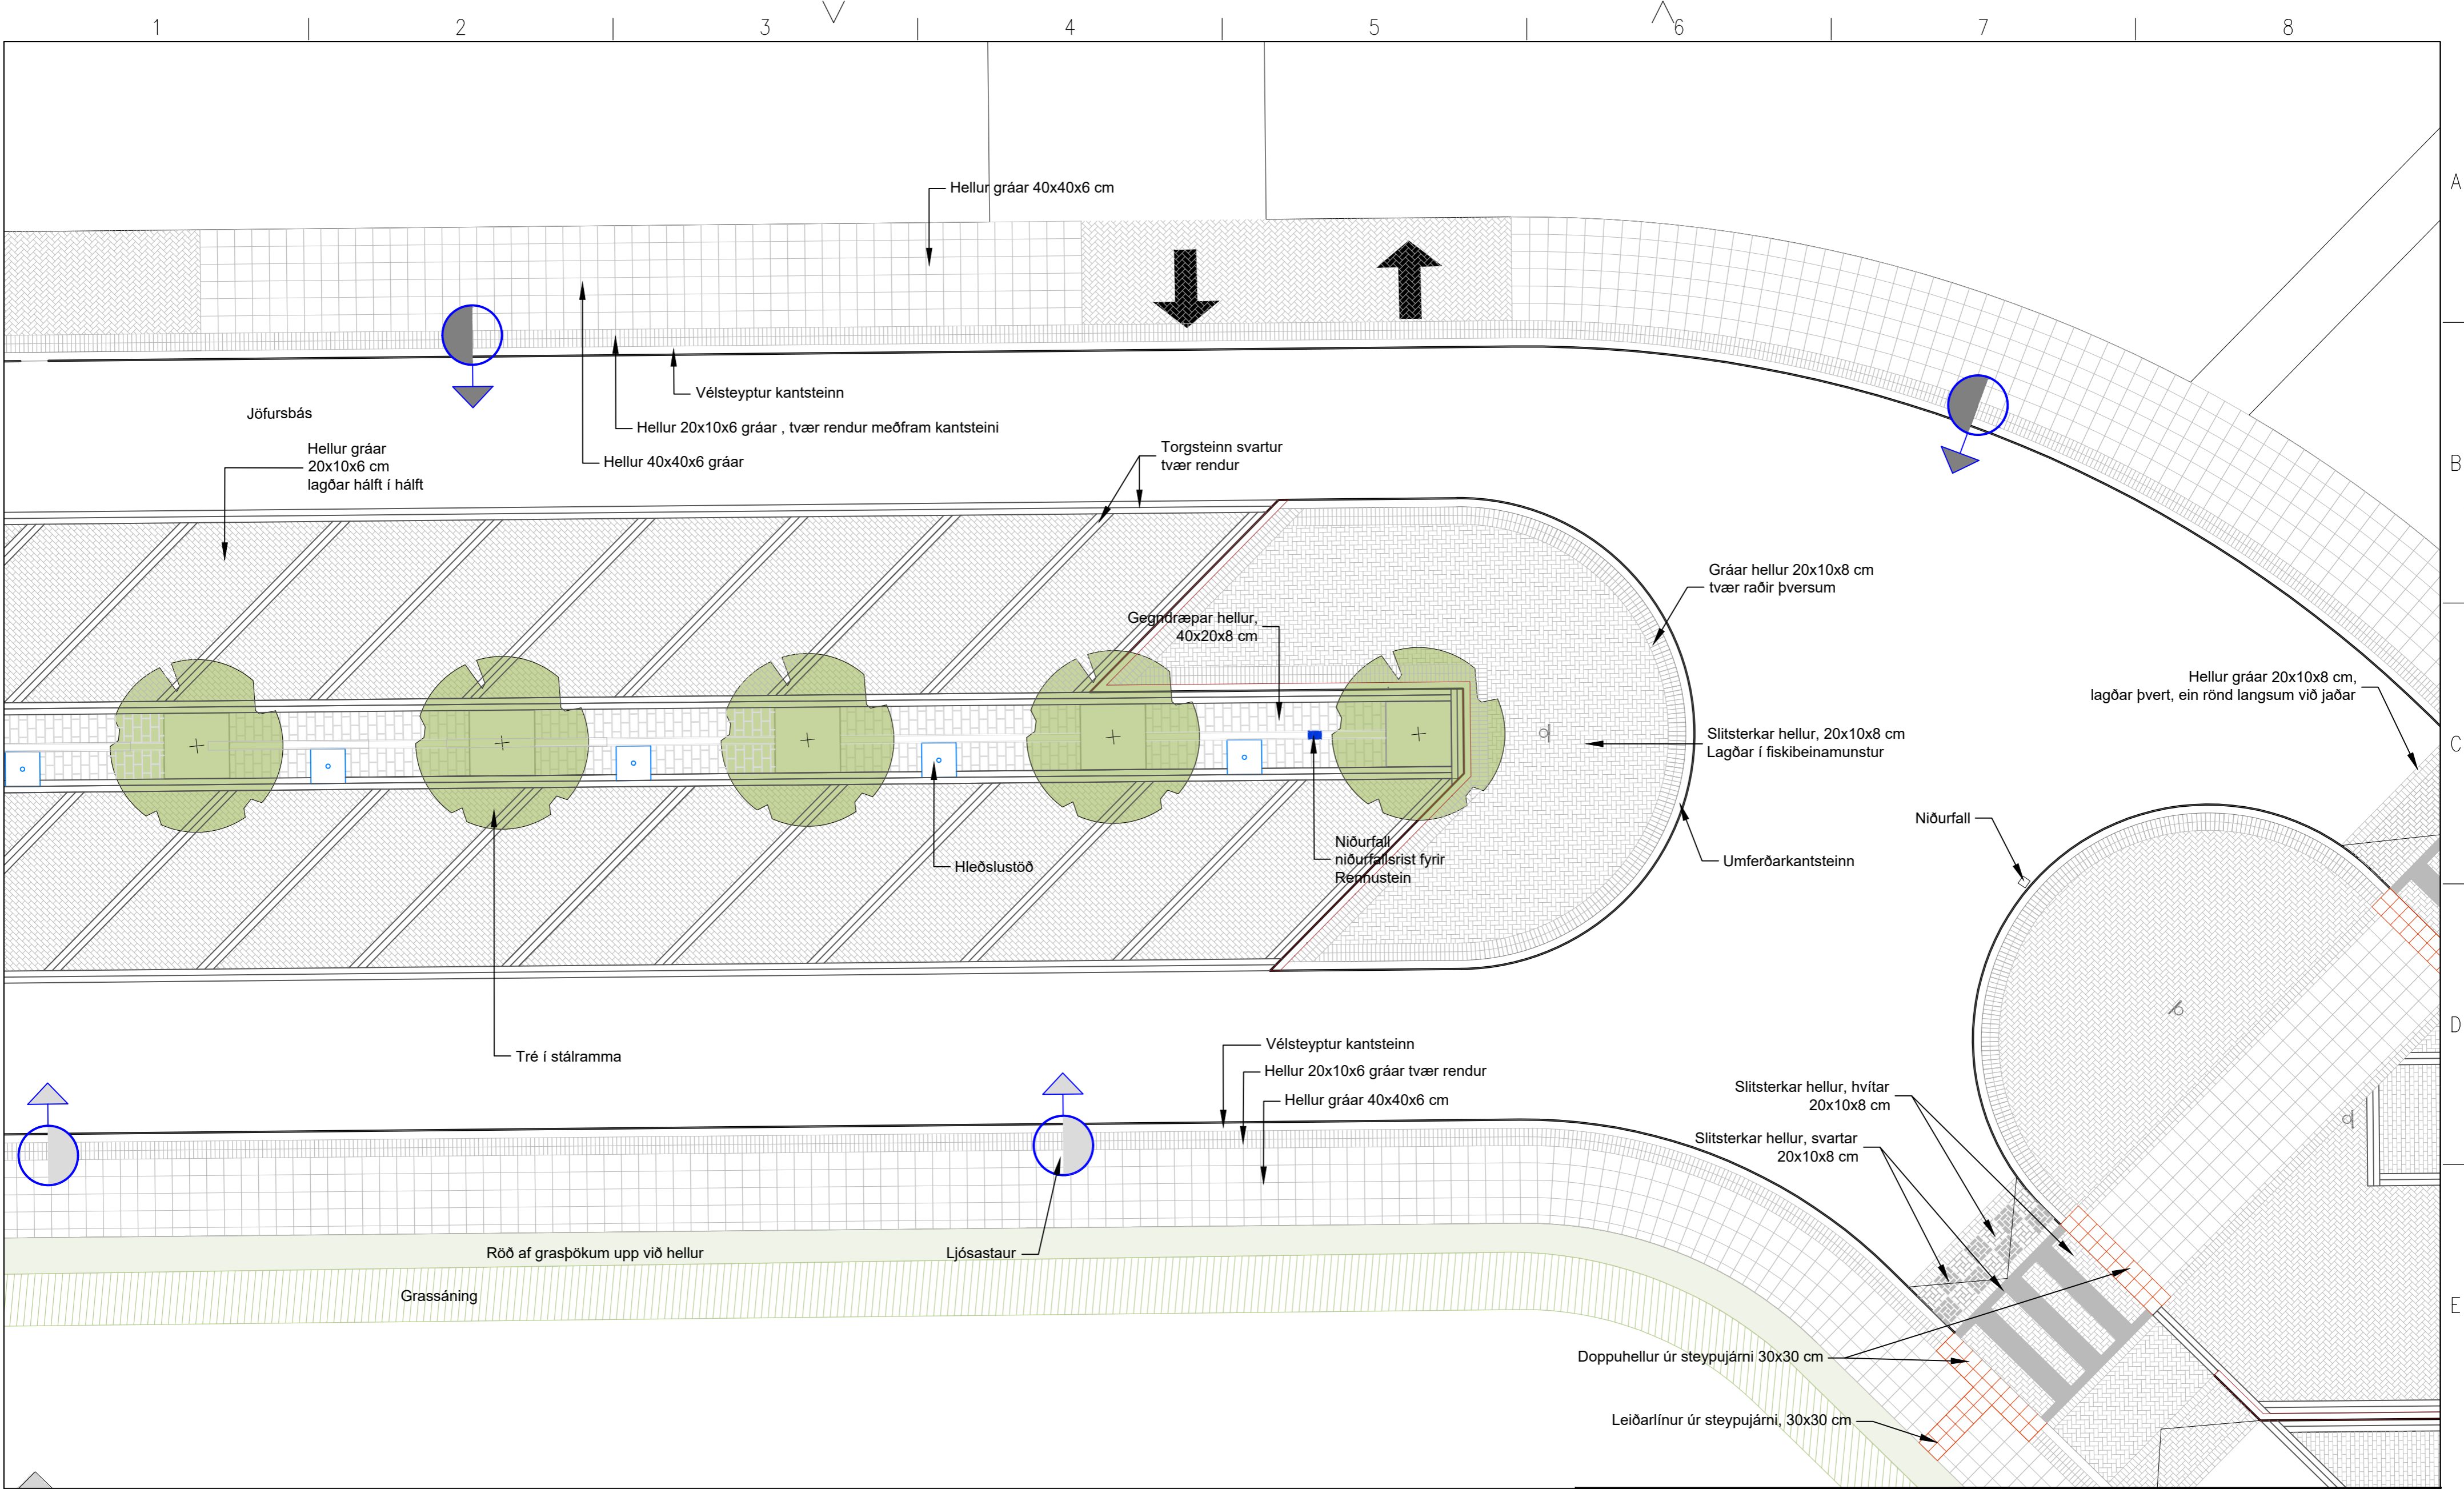 1
2
3
4
5
6
7
8
A
Hellur gráar 40x40x6 cm
Vélsteyptur kantsteinn
Jöfursbás
Hellur 20x10x6 gráar , tvær rendur meðfram kantsteini
Hellur gráar
20x10x6 cm
lagðar hálft í hálft
Hellur 40x40x6 gráar
Torgsteinn svartur
tvær rendur
B
Gráar hellur 20x10x8 cm
tvær raðir þversum
Gegndræpar hellur,
40x20x8 cm
Hellur gráar 20x10x8 cm,
lagðar þvert, ein rönd langsum við jaðar
Slitsterkar hellur, 20x10x8 cm
Lagðar í fiskibeinamunstur
C
Niðurfall
Niðurfall
niðurfallsrist fyrir
Rennustein
Hleðslustöð
Umferðarkantsteinn
D
Tré í stálramma
Vélsteyptur kantsteinn
Hellur 20x10x6 gráar tvær rendur
Hellur gráar 40x40x6 cm
Slitsterkar hellur, hvítar
20x10x8 cm
Slitsterkar hellur, svartar
20x10x8 cm
Röð af grasþökum upp við hellur
Ljósastaur
Grassáning
E
Doppuhellur úr steypujárni 30x30 cm
Leiðarlínur úr steypujárni, 30x30 cm